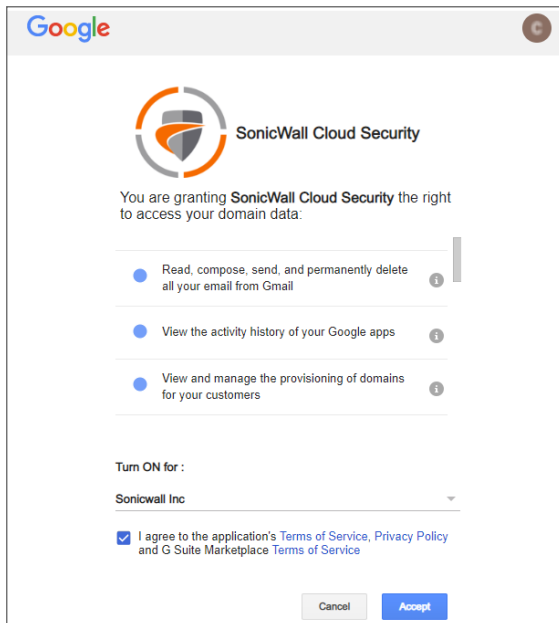 Google
C
SonicWall Cloud Security
You are granting SonicWall Cloud Security the right
to access your domain data:
Read, compose, send, and permanently delete
all your email from Gmail
View the activity history of your Google apps
View and manage the provisioning of domains
for your customers
Turn ON for :
Sonicwall Inc
I agree to the application's Terms of Service, Privacy Policy
and G Suite Marketplace Terms of Service
Cancel Accept